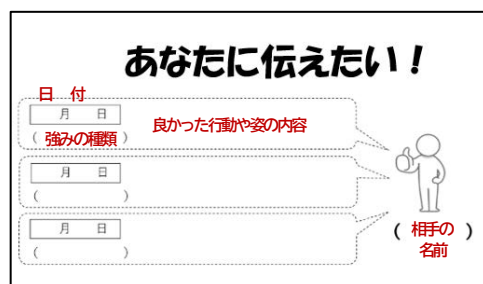 あなたに伝えたい！
日 付
月 日
（ 強みの種類 ）
良かった行動や姿の内容
月 日
（ ）
月 日
（ ）
（ 相手の
名前 ）